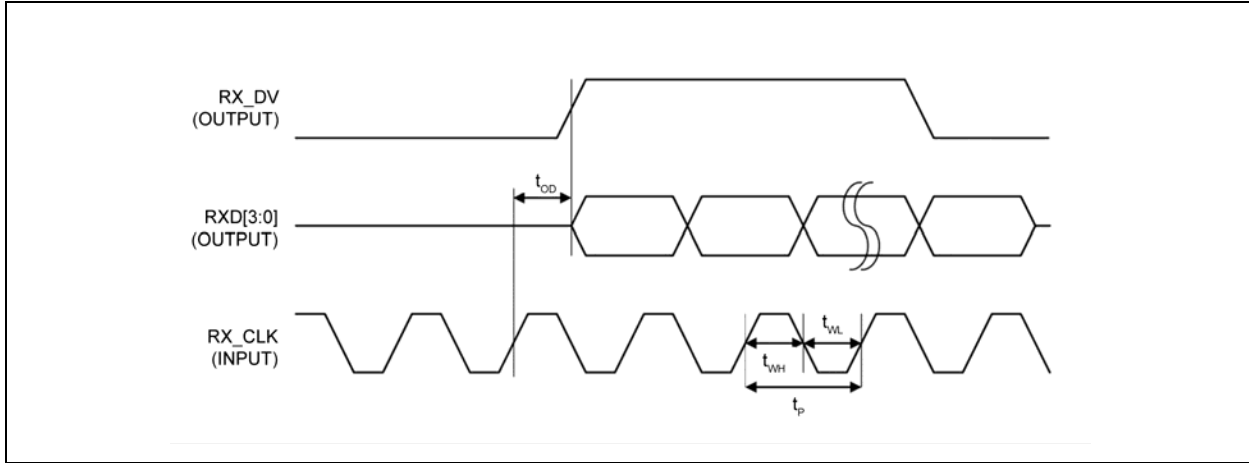 RX_DV
(OUTPUT)
tOD
RXD[3:0]
(OUTPUT)
RX_CLK
(INPUT)
tWL
tWH
tP